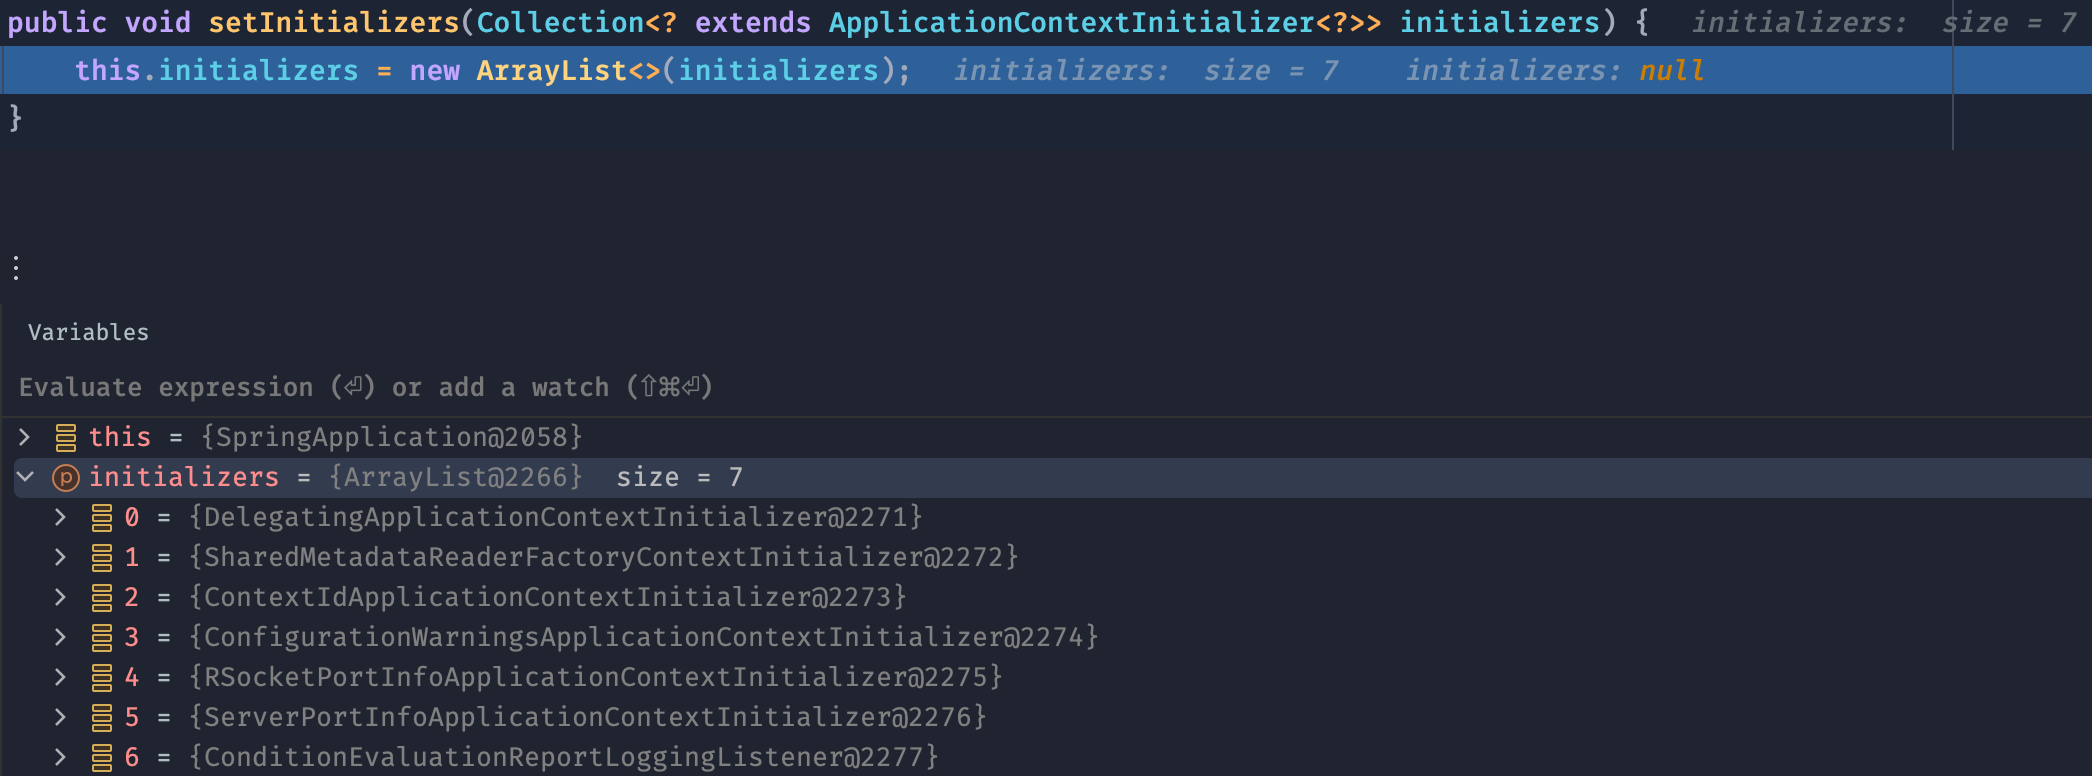 public void setInitializers(Collection<? extends ApplicationContextInitializer<?>> initializers) {  initializers:  size = 7
    this.initializers = new ArrayList<>(initializers);  initializers:  size = 7    initializers: null
}
Variables
Evaluate expression (⏎) or add a watch (⇧⌘⏎)
this = {SpringApplication@2058}
p initializers = {ArrayList@2266}  size = 7
0 = {DelegatingApplicationContextInitializer@2271}
1 = {SharedMetadataReaderFactoryContextInitializer@2272}
2 = {ContextIdApplicationContextInitializer@2273}
3 = {ConfigurationWarningsApplicationContextInitializer@2274}
4 = {RSocketPortInfoApplicationContextInitializer@2275}
5 = {ServerPortInfoApplicationContextInitializer@2276}
6 = {ConditionEvaluationReportLoggingListener@2277}